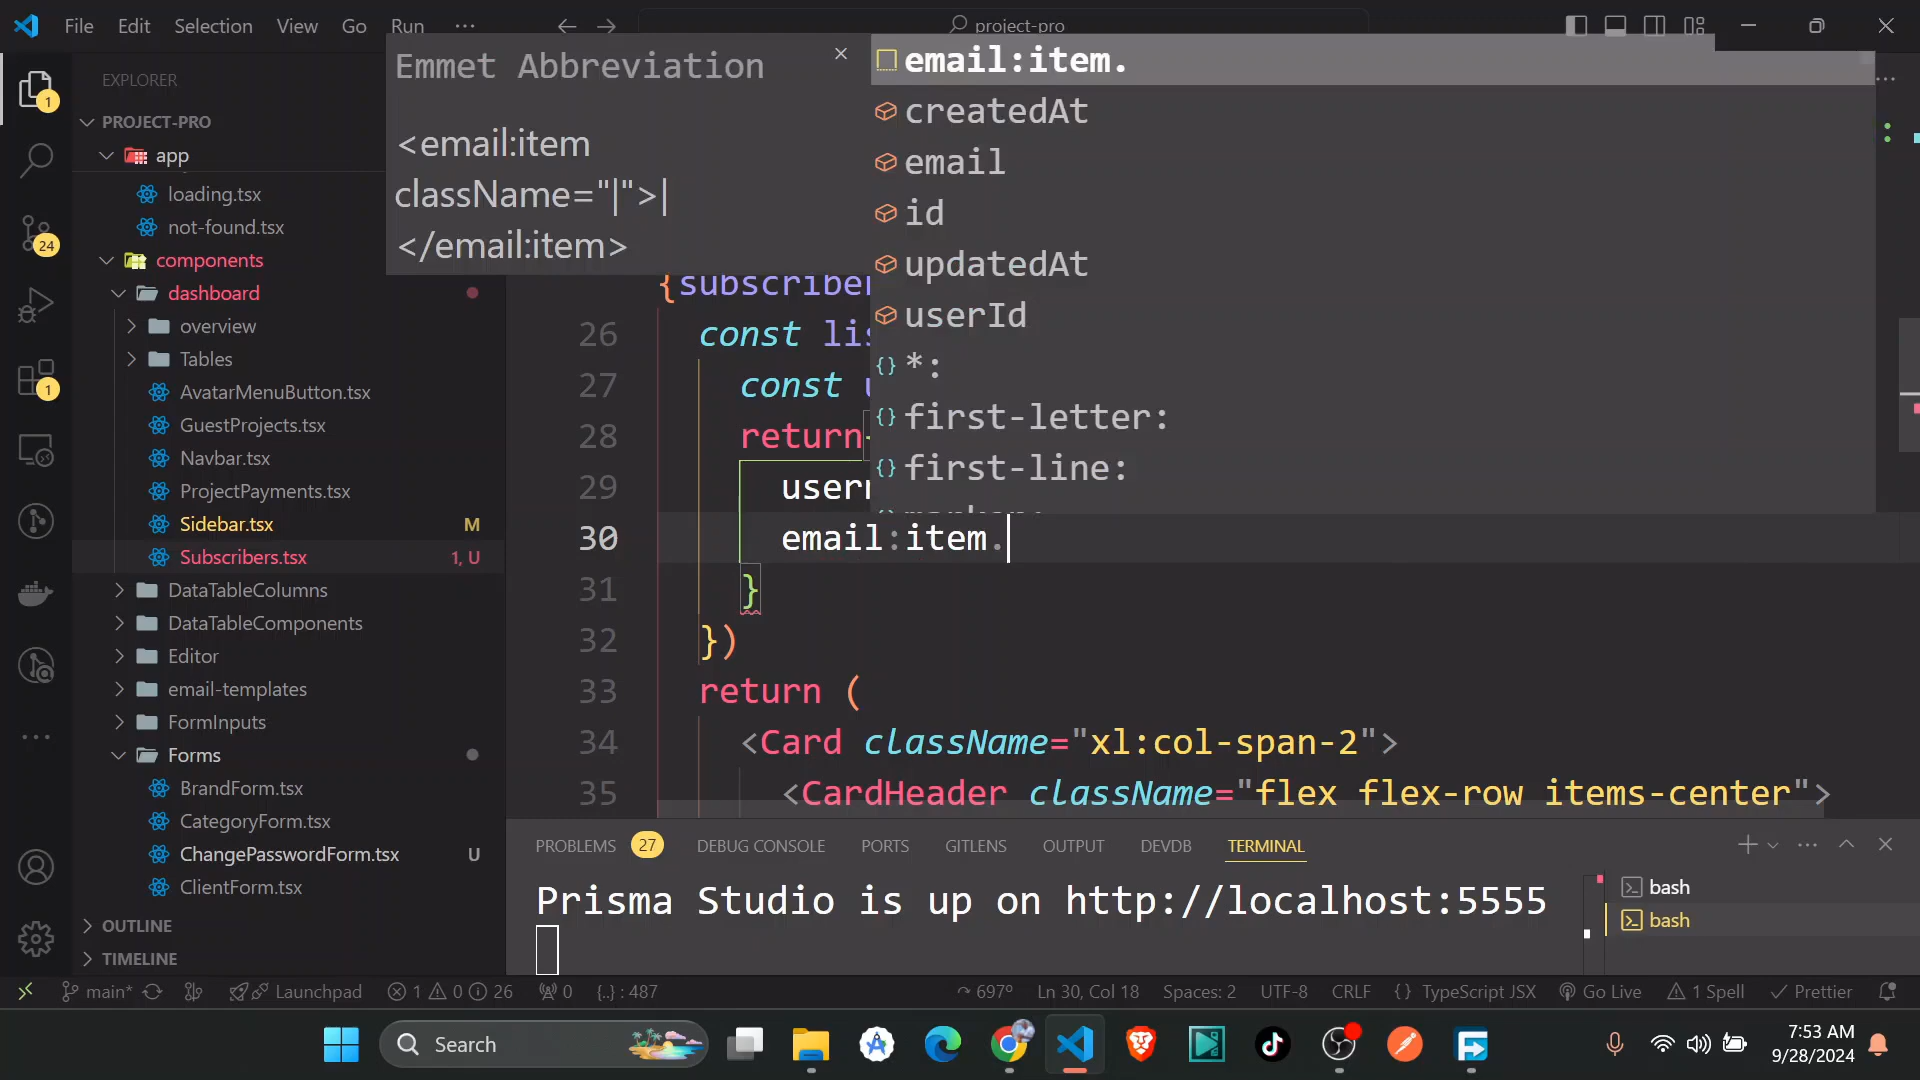 File Edit Selection View Go Run ···
project-pro
EXPLORER
PROJECT-PRO
app
loading.tsx
not-found.tsx
components
dashboard
overview
Tables
AvatarMenuButton.tsx
GuestProjects.tsx
Navbar.tsx
ProjectPayments.tsx
Sidebar.tsx M
Subscribers.tsx 1, U
DataTableColumns
DataTableComponents
Editor
email-templates
FormInputs
Forms
BrandForm.tsx
CategoryForm.tsx
ChangePasswordForm.tsx U
ClientForm.tsx
OUTLINE
TIMELINE
1
24
1
Emmet Abbreviation
<email:item
className="|">|
</email:item>
email:item.
createdAt
email
id
updatedAt
userId
*:
first-letter:
first-line:
{subscriber
26 const lis
27 const u
28 return
29 usern
30 email:item.
31 }
32 })
33 return (
34 <Card className="xl:col-span-2">
35 <CardHeader className="flex flex-row items-center">
PROBLEMS 27 DEBUG CONSOLE PORTS GITLENS OUTPUT DEVDB TERMINAL
Prisma Studio is up on http://localhost:5555
bash
bash
main* Launchpad 1 0 26 0 {..} : 487 697° Ln 30, Col 18 Spaces: 2 UTF-8 CRLF {} TypeScript JSX Go Live 1 Spell Prettier
Search
7:53 AM
9/28/2024